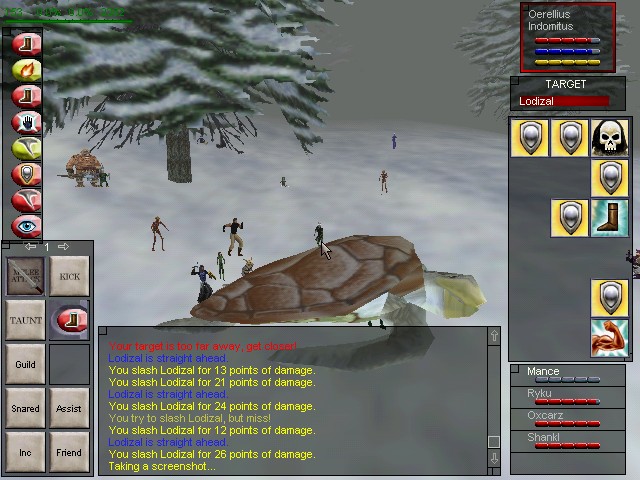 Oerellius
Indomitus
TARGET
Lodizal
1
MELEE
ATTACK
KICK
TAUNT
Guild
Snared
Assist
Inc
Friend
Your target is too far away, get closer!
Lodizal is straight ahead.
You slash Lodizal for 13 points of damage.
You slash Lodizal for 21 points of damage.
Lodizal is straight ahead.
You slash Lodizal for 24 points of damage.
You try to slash Lodizal, but miss!
You slash Lodizal for 12 points of damage.
Lodizal is straight ahead.
You slash Lodizal for 26 points of damage.
Taking a screenshot...
Mance
Ryku
Oxcarz
Shankl